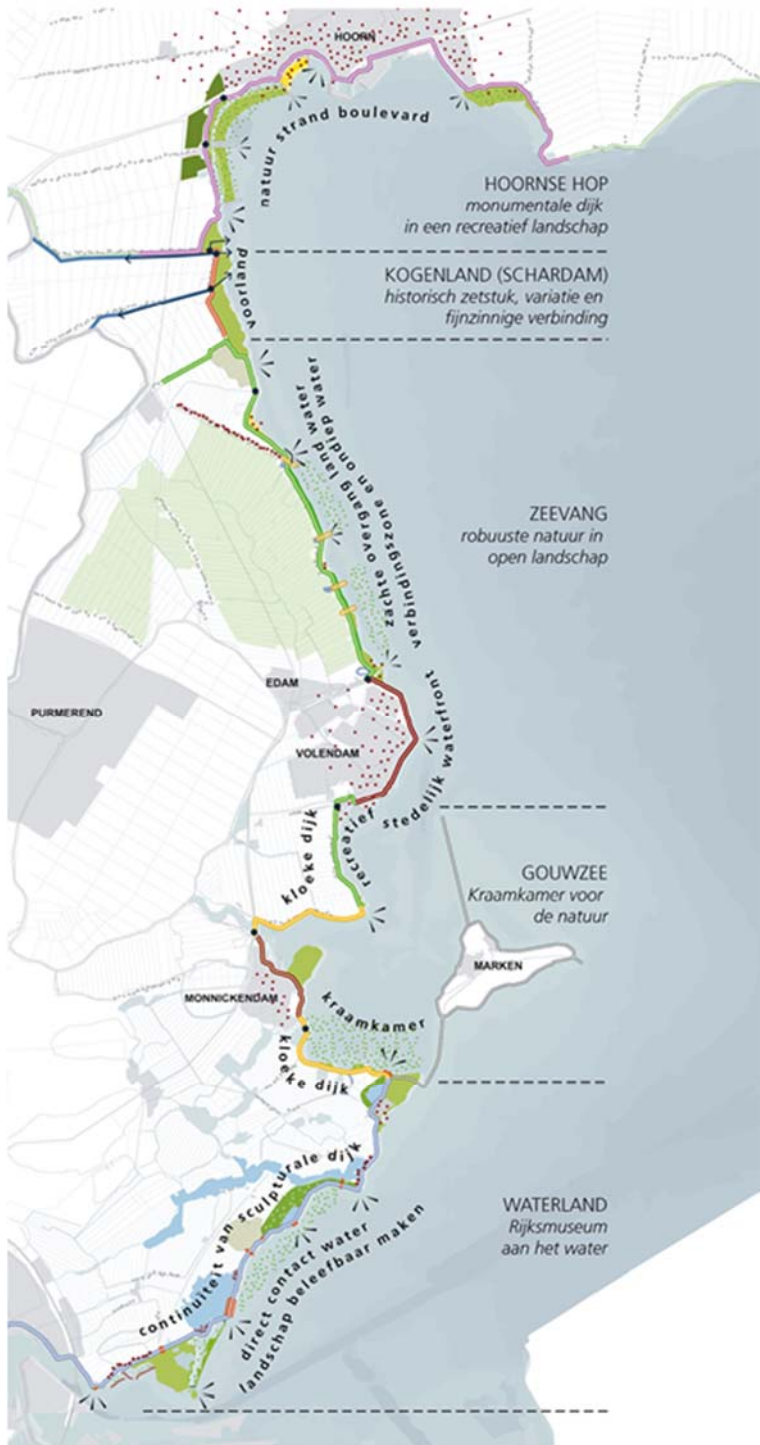 HOORN
natuur strand boulevard
HOORNSE HOP
monumentale dijk
in een recreatief landschap
KOGENLAND (SCHARDAM)
historisch zetstuk, variatie en
fijnzinnige verbinding
voorland
zachte overgang land water
verbindingszone en ondiep water
ZEEVANG
robuuste natuur in
open landschap
EDAM
PURMEREND
VOLENDAM
recreatief stedelijk waterfront
kloeke dijk
GOUWZEE
Kraamkamer voor
de natuur
MARKEN
MONNICKENDAM
kraamkamer
kloeke dijk
continuiteit van sculpturale dijk
WATERLAND
Rijksmuseum
aan het water
direct contact water
landschap beleefbaar maken